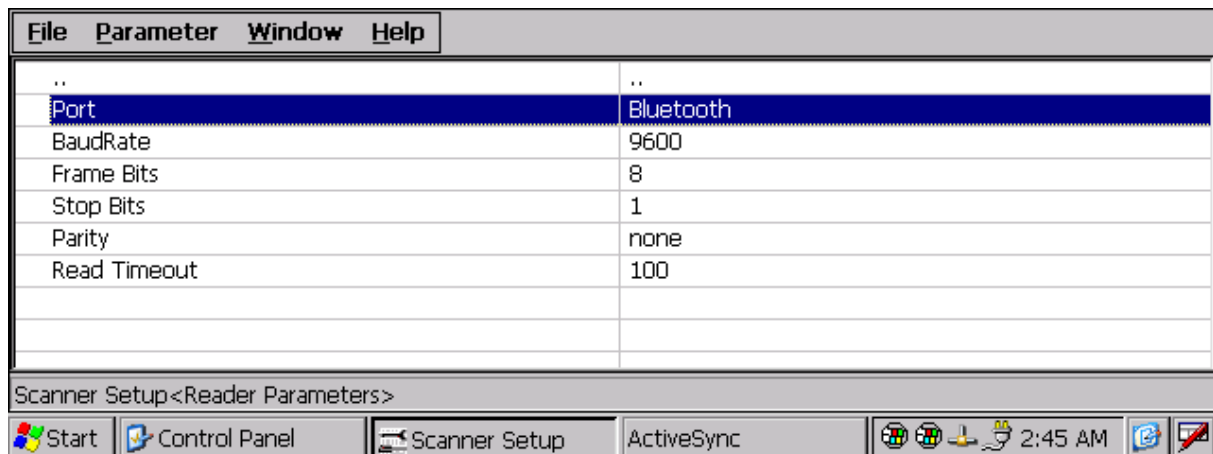 File Parameter Window Help
.. ..
Port Bluetooth
BaudRate 9600
Frame Bits 8
Stop Bits 1
Parity none
Read Timeout 100
Scanner Setup<Reader Parameters>
Start Control Panel Scanner Setup ActiveSync 2:45 AM